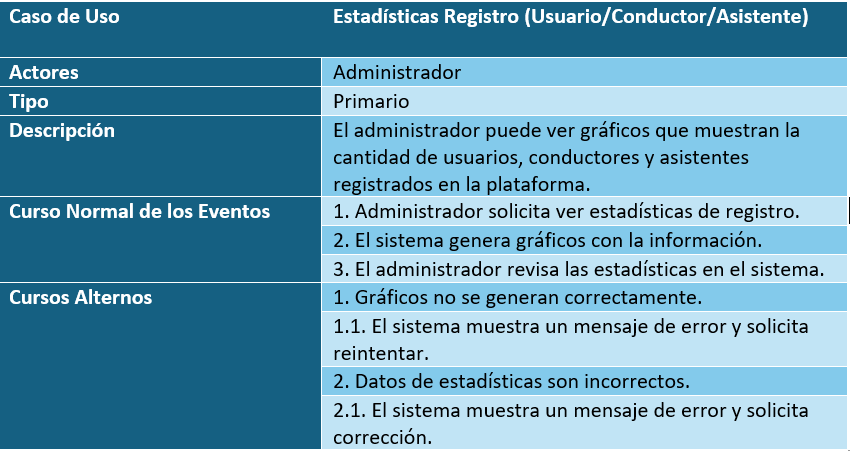 Caso de Uso
Estadísticas Registro (Usuario/Conductor/Asistente)
Actores
Administrador
Tipo
Primario
Descripción
El administrador puede ver gráficos que muestran la
cantidad de usuarios, conductores y asistentes
registrados en la plataforma.
Curso Normal de los Eventos
1. Administrador solicita ver estadísticas de registro.
2. El sistema genera gráficos con la información.
3. El administrador revisa las estadísticas en el sistema.
Cursos Alternos
1. Gráficos no se generan correctamente.
1.1. El sistema muestra un mensaje de error y solicita
reintentar.
2. Datos de estadísticas son incorrectos.
2.1. El sistema muestra un mensaje de error y solicita
corrección.